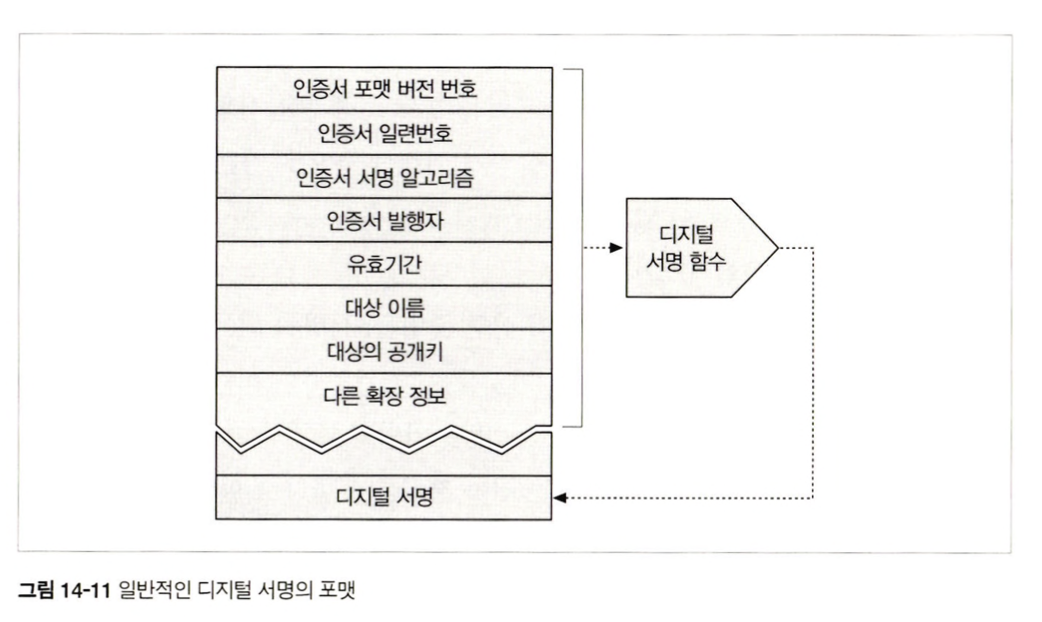 인증서 포맷 버전 번호
인증서 일련번호
인증서 서명 알고리즘
인증서 발행자
유효기간
대상 이름
대상의 공개키
다른 확장 정보
디지털
서명 함수
디지털 서명
그림 14-11 일반적인 디지털 서명의 포맷